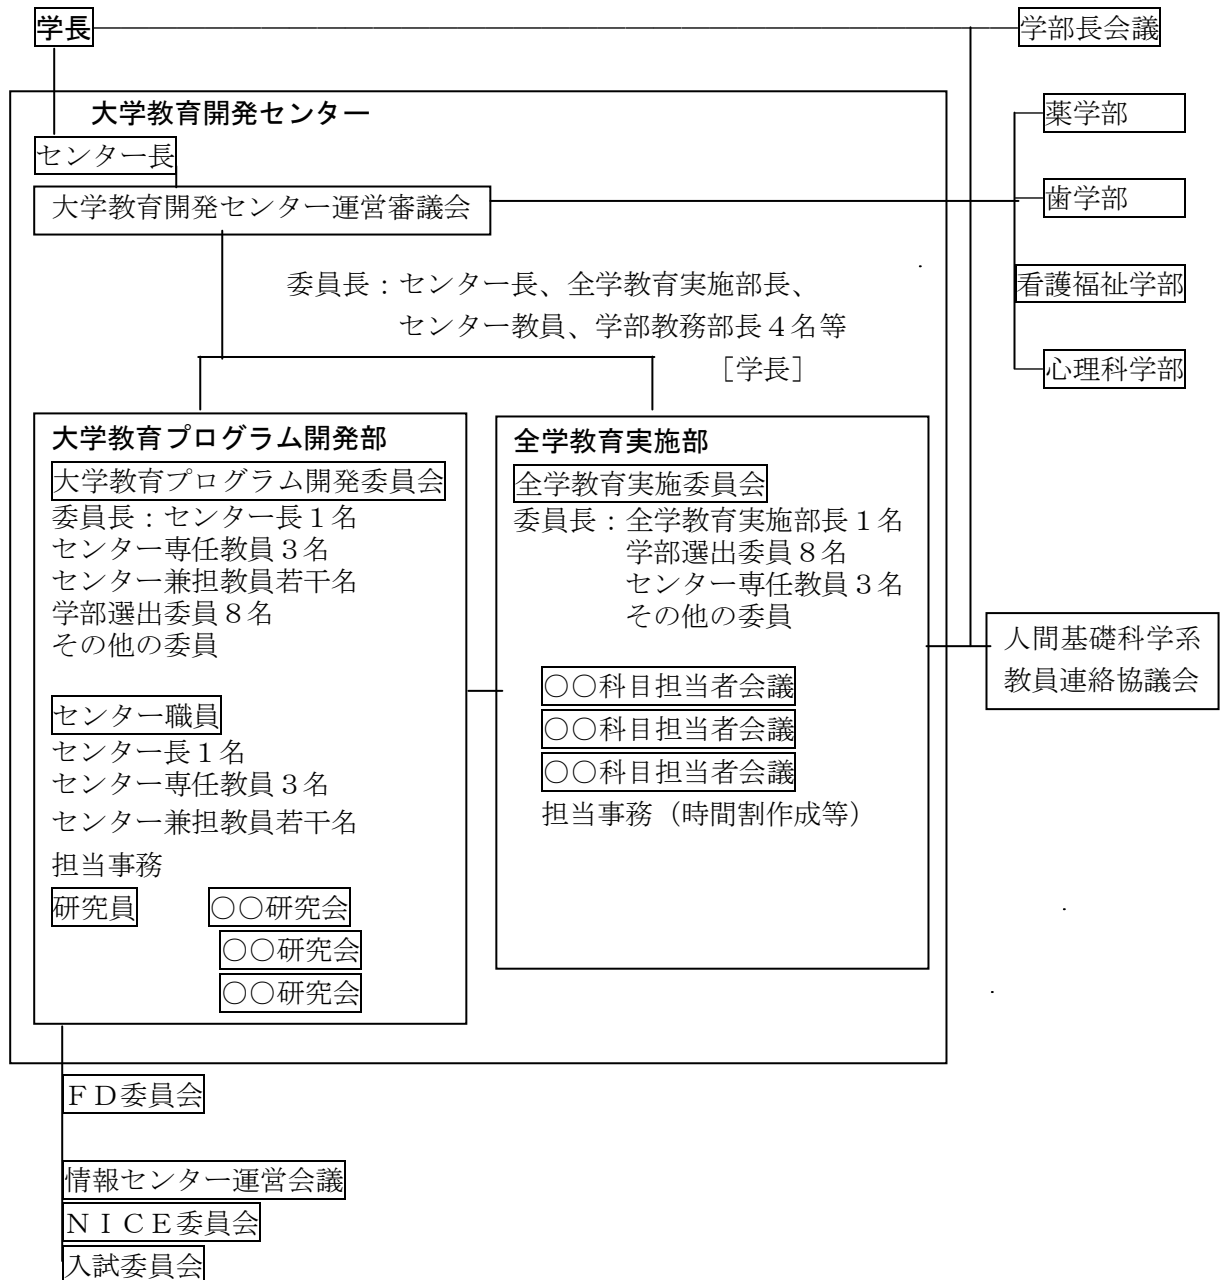 学長
学部長会議
大学教育開発センター
薬学部
センター長
大学教育開発センター運営審議会
歯学部
委員長：センター長、全学教育実施部長、
センター教員、学部教務部長４名等
［学長］
看護福祉学部
心理科学部
大学教育プログラム開発部
大学教育プログラム開発委員会
委員長：センター長１名
センター専任教員３名
センター兼担教員若干名
学部選出委員８名
その他の委員
センター職員
センター長１名
センター専任教員３名
センター兼担教員若干名
担当事務
研究員
○○研究会
○○研究会
○○研究会
全学教育実施部
全学教育実施委員会
委員長：全学教育実施部長１名
学部選出委員８名
センター専任教員３名
その他の委員
○○科目担当者会議
○○科目担当者会議
○○科目担当者会議
担当事務（時間割作成等）
人間基礎科学系
教員連絡協議会
ＦＤ委員会
情報センター運営会議
ＮＩＣＥ委員会
入試委員会